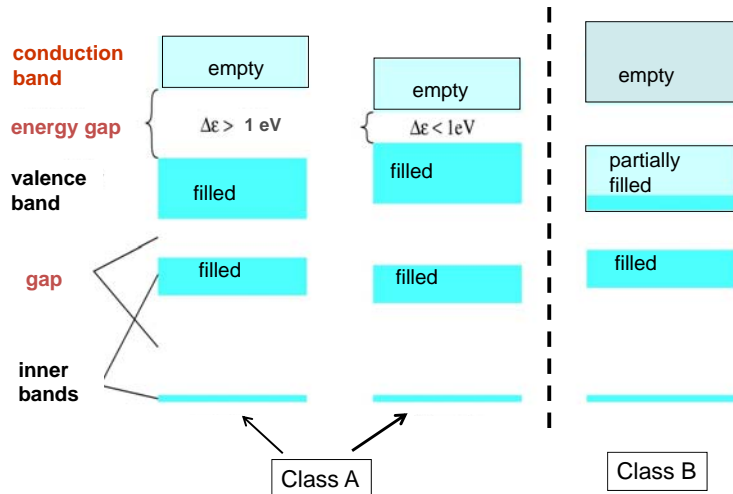 conduction
band
empty
empty
empty
energy gap
Δε > 1 eV
Δε < 1eV
valence
band
filled
filled
partially
filled
gap
filled
filled
filled
inner
bands
Class A
Class B